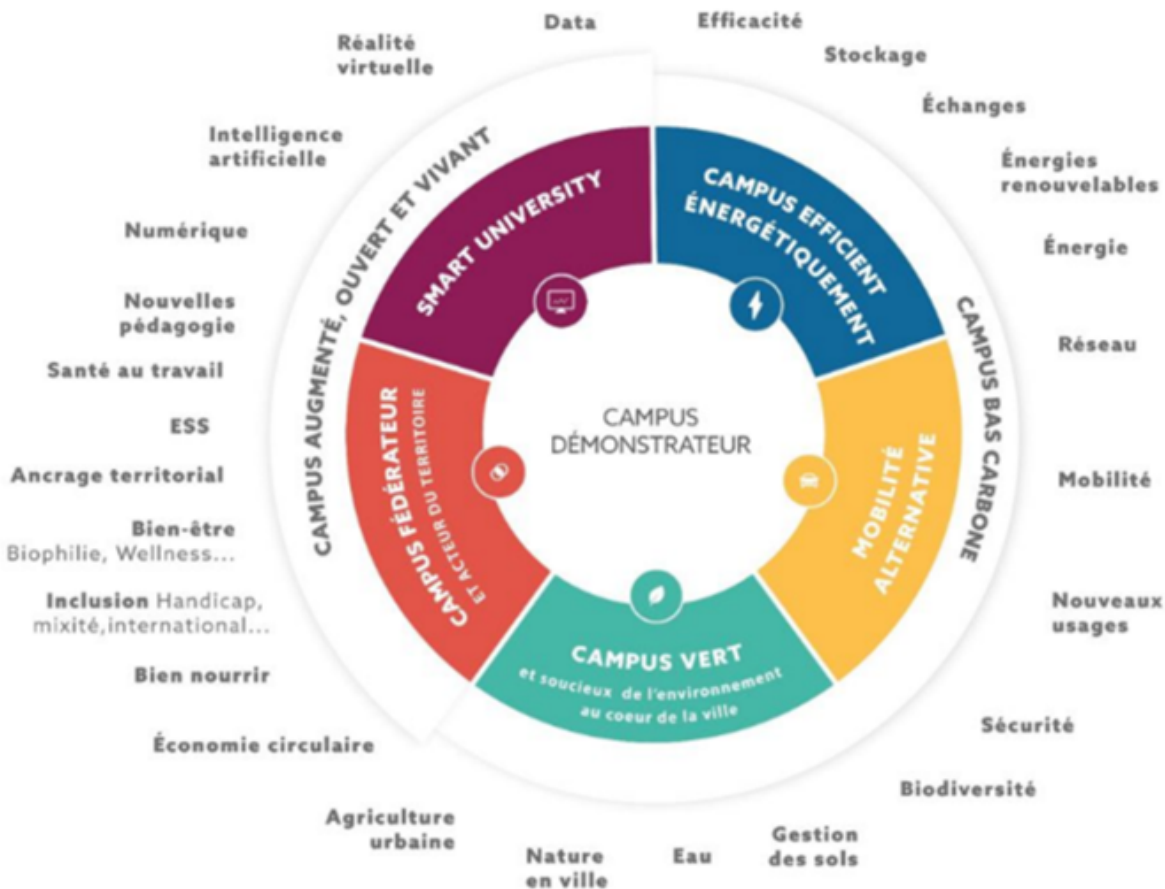 Data
Efficacité
Réalité
virtuelle
Stockage
Échanges
Intelligence
artificielle
Énergies
renouvelables
Numérique
Énergie
Nouvelles
pédagogie
Réseau
Santé au travail
ESS
Ancrage territorial
Mobilité
Bien-être
Biophilie, Wellness...
Inclusion Handicap,
mixité,international...
Nouveaux
usages
Bien nourrir
Sécurité
Économie circulaire
Biodiversité
Agriculture
urbaine
Nature
en ville
Eau
Gestion
des sols
CAMPUS AUGMENTÉ, OUVERT ET VIVANT
CAMPUS BAS CARBONE
SMART UNIVERSITY
CAMPUS EFFICIENT
ÉNERGÉTIQUEMENT
MOBILITÉ
ALTERNATIVE
CAMPUS VERT
et soucieux de l'environnement
au coeur de la ville
CAMPUS FÉDÉRATEUR
ET ACTEUR DU TERRITOIRE
CAMPUS
DÉMONSTRATEUR